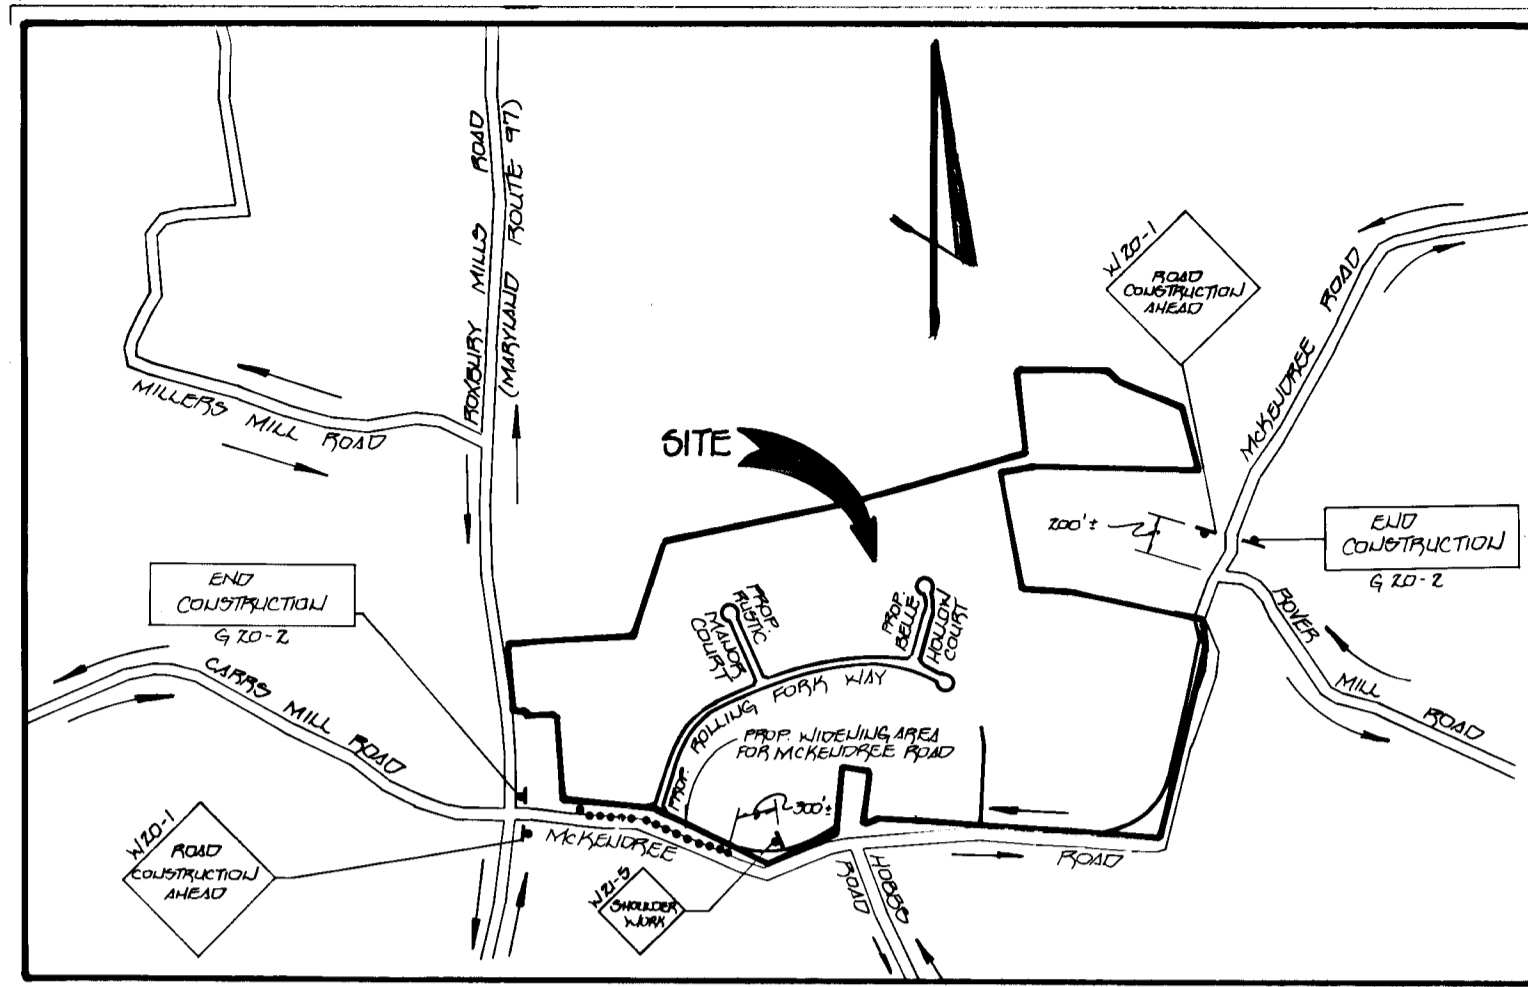 ROXBURY MILLS ROAD
(MARYLAND ROUTE 97)
MILLERS MILL ROAD
W 20-1
ROAD
CONSTRUCTION
AHEAD
McKENDREE ROAD
SITE
200'±
END
CONSTRUCTION
G 20-2
END
CONSTRUCTION
G 20-2
PROP.
RUSTIC
MANOR
COURT
PROP.
BELLE
HOLLOW
COURT
ROVER MILL ROAD
CARRS MILL ROAD
PROP. ROLLING FORK WAY
PROP. WIDENING AREA
FOR McKENDREE ROAD
300'±
W20-1
ROAD
CONSTRUCTION
AHEAD
McKENDREE ROAD
W21-5
SHOULDER
WORK
HOBBS
ROAD